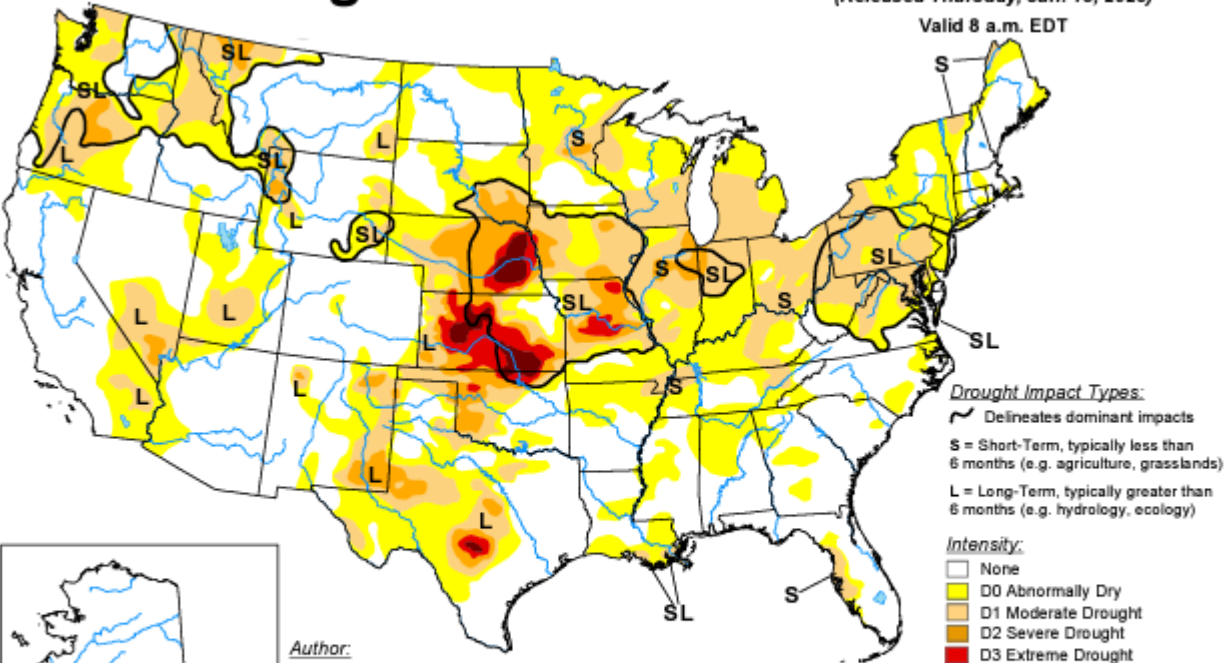 Valid 8 a.m. EDT
S
SL
SL
S
L
L
SL
L
SL
SL
S
SL
SL
S
L
L
L
SL
L
L
S
L
L
S
SL
Drought Impact Types:
Delineates dominant impacts
S = Short-Term, typically less than
6 months (e.g. agriculture, grasslands)
L = Long-Term, typically greater than
6 months (e.g. hydrology, ecology)
Intensity:
None
D0 Abnormally Dry
D1 Moderate Drought
D2 Severe Drought
D3 Extreme Drought
Author: